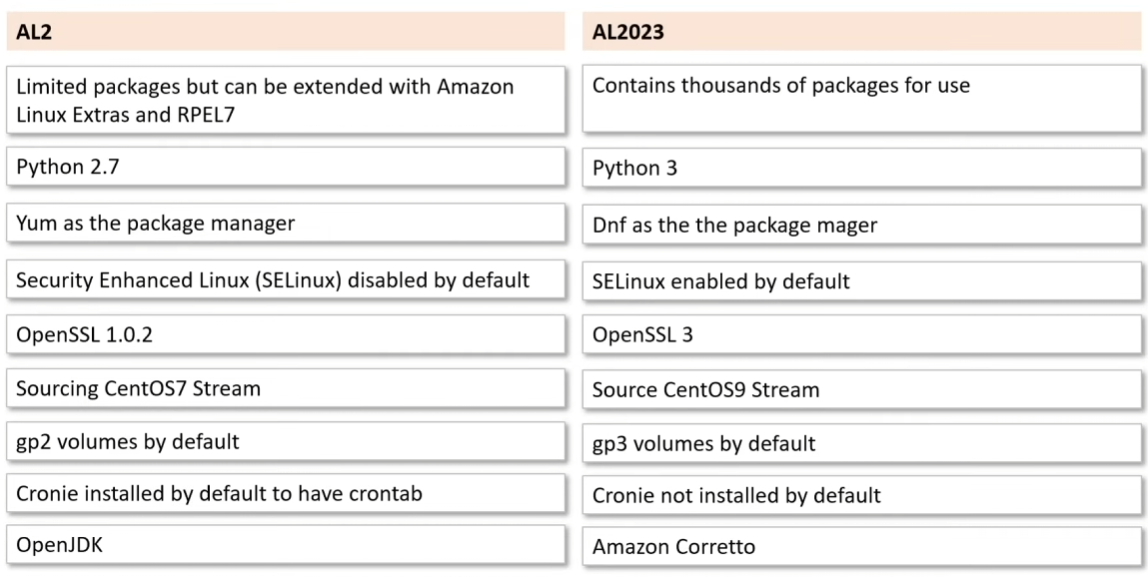 AL2
AL2023
Limited packages but can be extended with Amazon
Linux Extras and RPEL7
Contains thousands of packages for use
Python 2.7
Python 3
Yum as the package manager
Dnf as the the package mager
Security Enhanced Linux (SELinux) disabled by default
SELinux enabled by default
OpenSSL 1.0.2
OpenSSL 3
Sourcing CentOS7 Stream
Source CentOS9 Stream
gp2 volumes by default
gp3 volumes by default
Cronie installed by default to have crontab
Cronie not installed by default
OpenJDK
Amazon Corretto